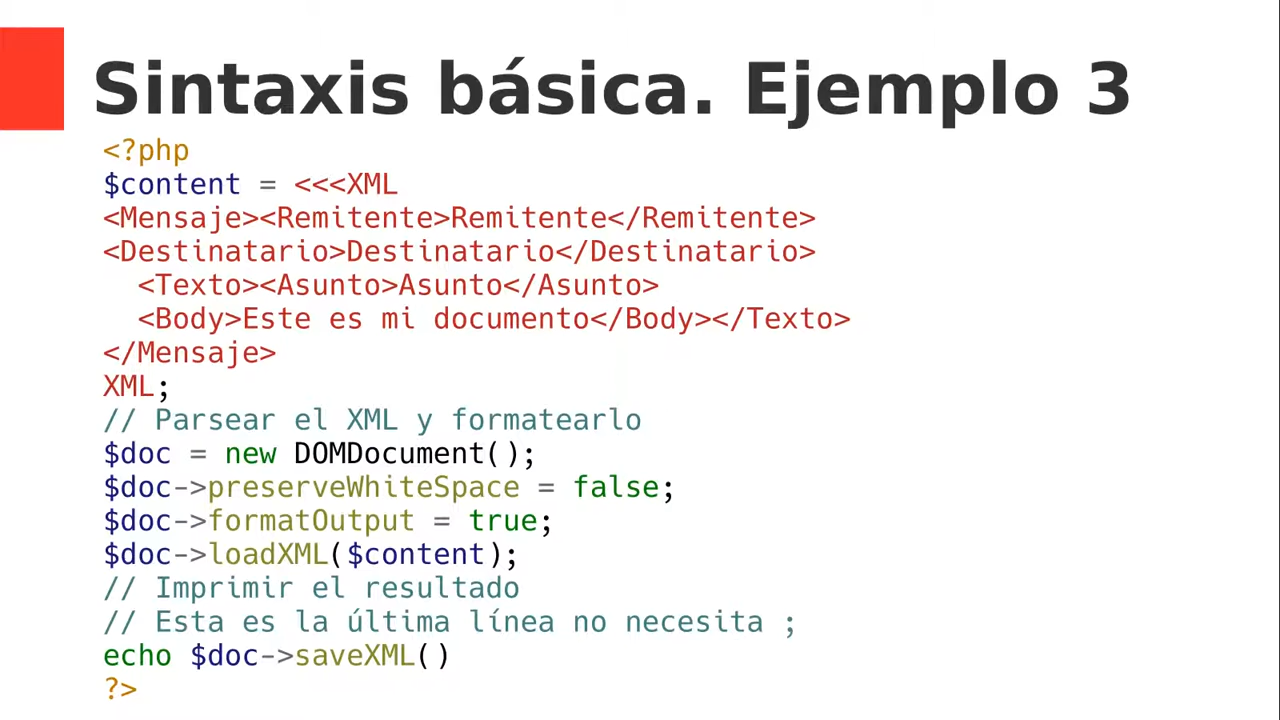 Sintaxis básica. Ejemplo 3
<?php
$content = <<<XML
<Mensaje><Remitente>Remitente</Remitente>
<Destinatario>Destinatario</Destinatario>
  <Texto><Asunto>Asunto</Asunto>
  <Body>Este es mi documento</Body></Texto>
</Mensaje>
XML;
// Parsear el XML y formatearlo
$doc = new DOMDocument();
$doc->preserveWhiteSpace = false;
$doc->formatOutput = true;
$doc->loadXML($content);
// Imprimir el resultado
// Esta es la última línea no necesita ;
echo $doc->saveXML()
?>